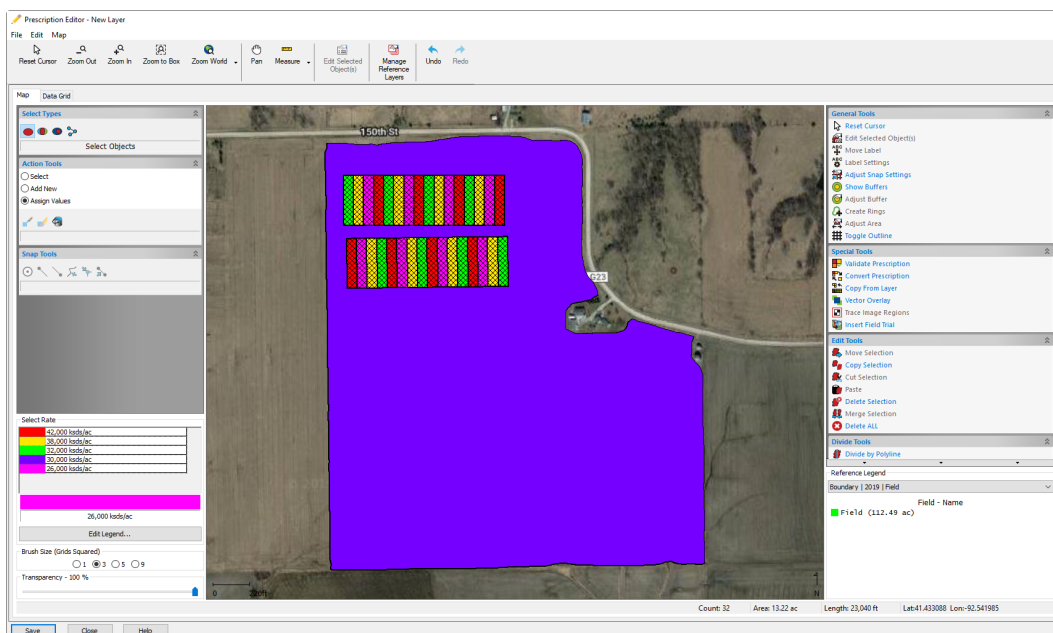 Prescription Editor - New Layer
File Edit Map
Reset Cursor Zoom Out Zoom In Zoom to Box Zoom World Pan Measure Edit Selected Object(s) Manage Reference Layers Undo Redo
Map Data Grid
Select Types
Select Objects
Action Tools
Select
Add New
Assign Values
Snap Tools
Select Rate
42,000 ksds/ac
38,000 ksds/ac
32,000 ksds/ac
30,000 ksds/ac
26,000 ksds/ac
26,000 ksds/ac
Edit Legend...
Brush Size (Grids Squared)
1 3 5 9
Transparency - 100 %
150th St
G23
0
N
General Tools
Reset Cursor
Edit Selected Object(s)
Move Label
Label Settings
Adjust Snap Settings
Show Buffers
Adjust Buffer
Create Rings
Adjust Area
Toggle Outline
Special Tools
Validate Prescription
Convert Prescription
Copy From Layer
Vector Overlay
Trace Image Regions
Insert Field Trial
Edit Tools
Move Selection
Copy Selection
Cut Selection
Paste
Delete Selection
Merge Selection
Delete ALL
Divide Tools
Divide by Polyline
Reference Legend
Boundary | 2019 | Field
Field - Name
Field (112.49 ac)
Count: 32 Area: 13.22 ac Length: 23,040 ft Lat:41.433088 Lon:-92.541985
Save Close Help